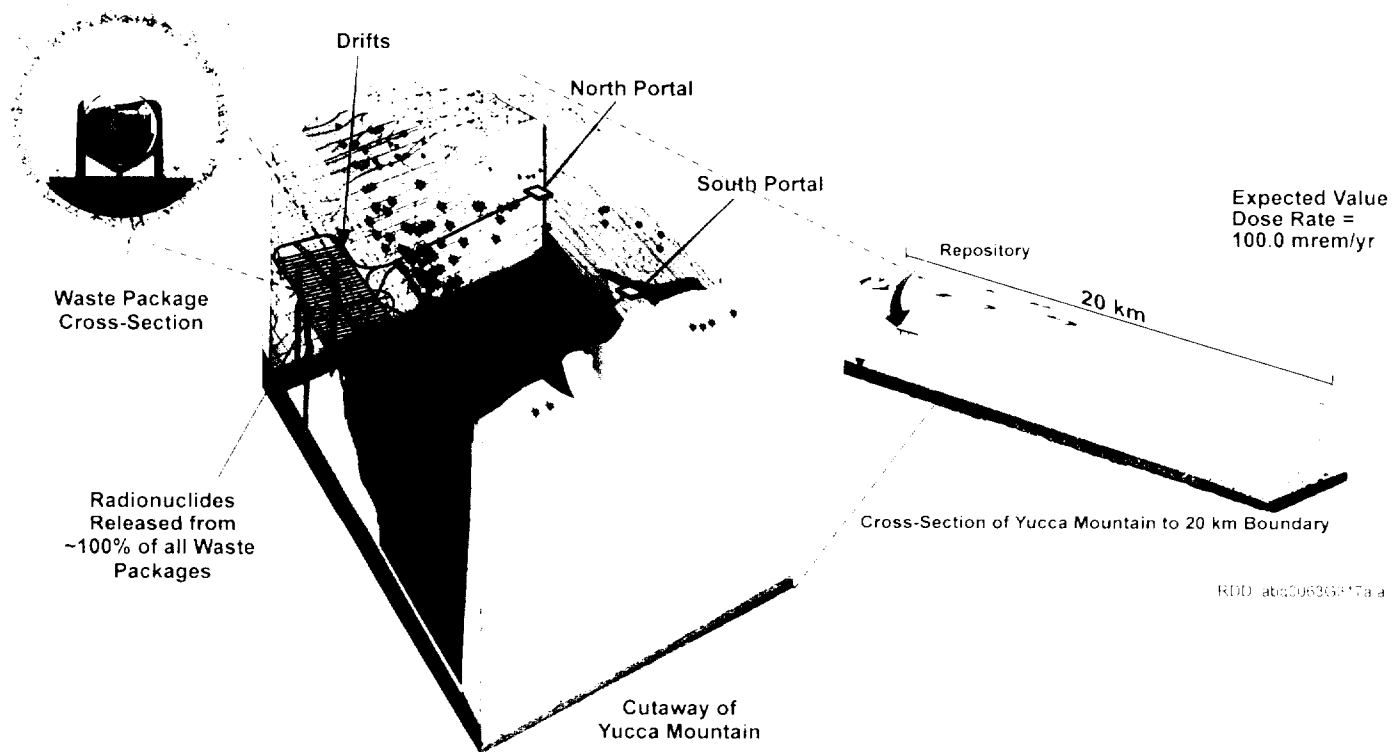 Drifts
North Portal
South Portal
Expected Value
Dose Rate =
100.0 mrem/yr
Repository
20 km
Waste Package
Cross-Section
Radionuclides
Released from
~100% of all Waste
Packages
Cross-Section of Yucca Mountain to 20 km Boundary
Cutaway of
Yucca Mountain